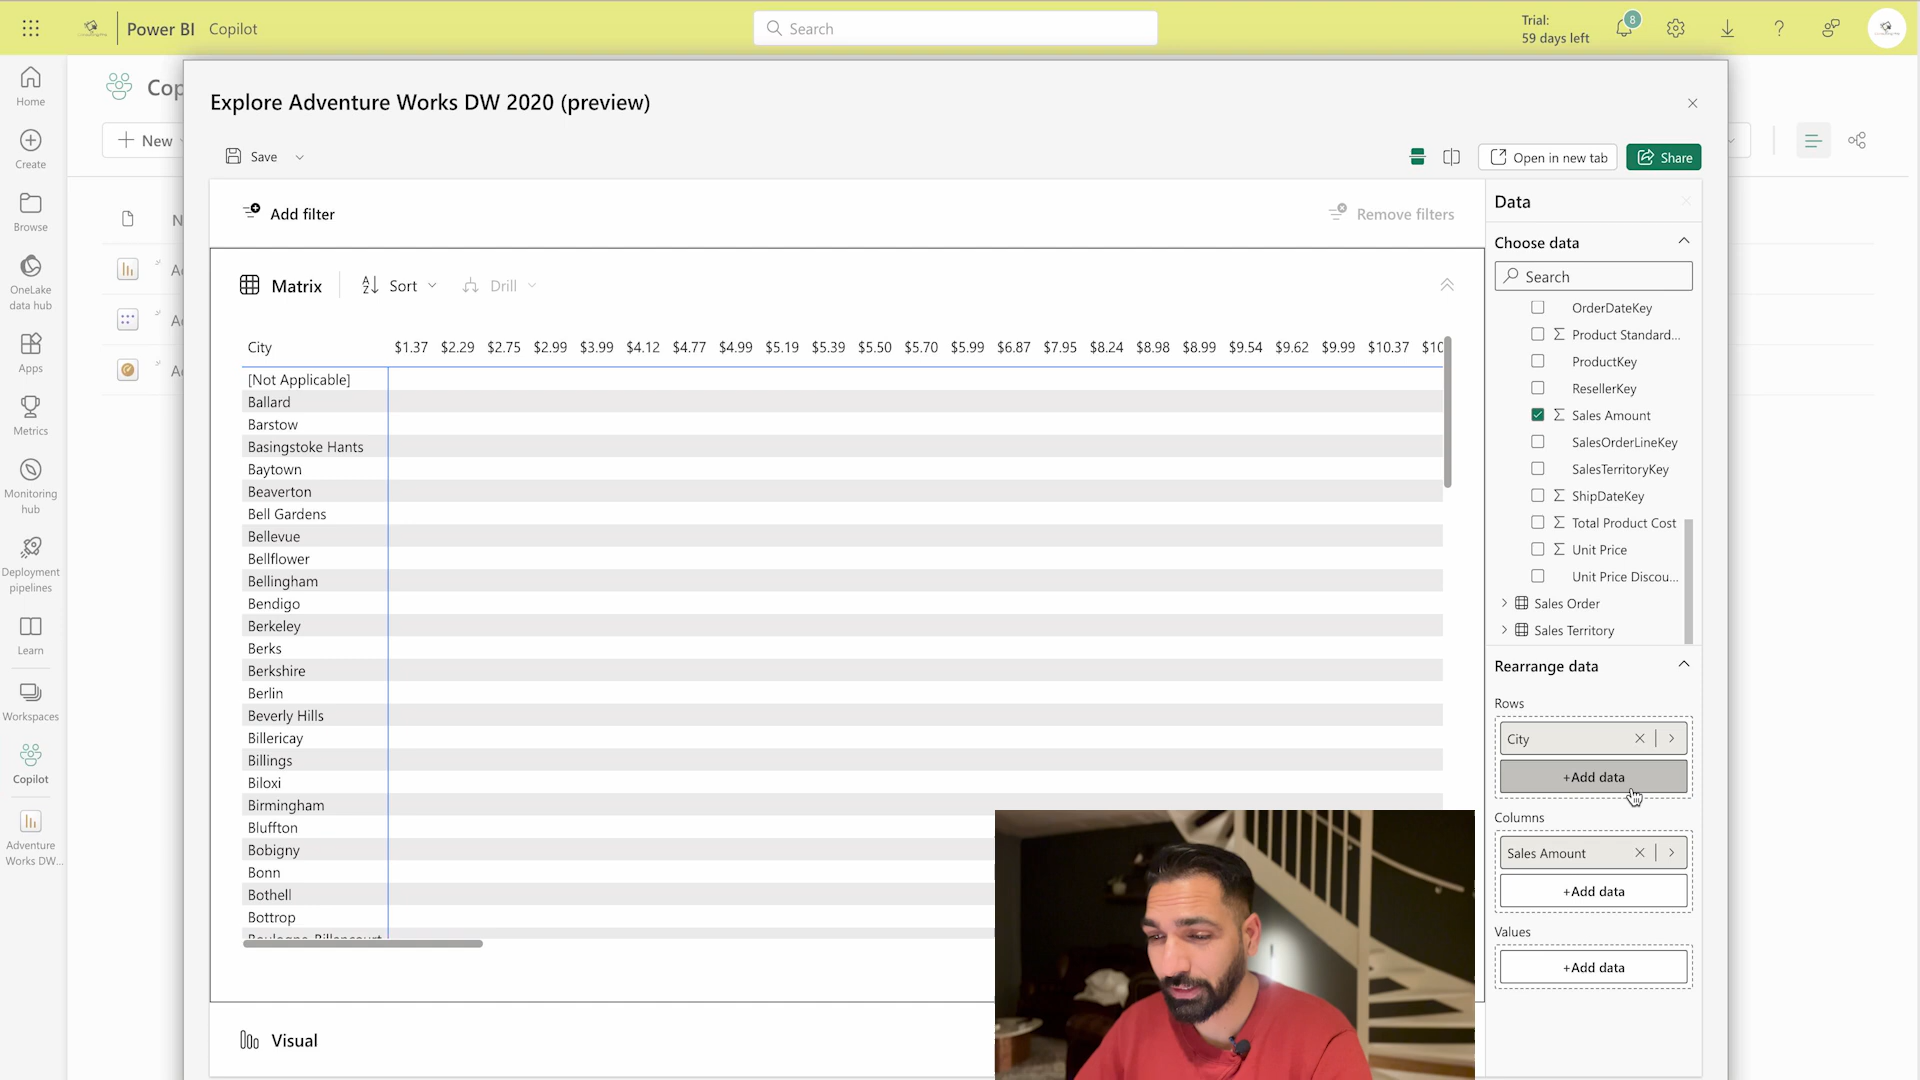 Power BI Copilot
Search
Trial:
59 days left
8
Home
Create
Browse
OneLake
data hub
Apps
Metrics
Monitoring
hub
Deployment
pipelines
Learn
Workspaces
Copilot
Adventure
Works DW...
Cop
New
N
Ac
Ac
Ac
Explore Adventure Works DW 2020 (preview)
Save
Open in new tab
Share
Add filter
Remove filters
Matrix
Sort
Drill
City $1.37 $2.29 $2.75 $2.99 $3.99 $4.12 $4.77 $4.99 $5.19 $5.39 $5.50 $5.70 $5.99 $6.87 $7.95 $8.24 $8.98 $8.99 $9.54 $9.62 $9.99 $10.37 $10
[Not Applicable]
Ballard
Barstow
Basingstoke Hants
Baytown
Beaverton
Bell Gardens
Bellevue
Bellflower
Bellingham
Bendigo
Berkeley
Berks
Berkshire
Berlin
Beverly Hills
Billericay
Billings
Biloxi
Birmingham
Bluffton
Bobigny
Bonn
Bothell
Bottrop
Boulogne-Billancourt
Visual
Data
Choose data
Search
OrderDateKey
Σ Product Standard...
ProductKey
ResellerKey
Σ Sales Amount
SalesOrderLineKey
SalesTerritoryKey
Σ ShipDateKey
Σ Total Product Cost
Σ Unit Price
Unit Price Discou...
Sales Order
Sales Territory
Rearrange data
Rows
City
+Add data
Columns
Sales Amount
+Add data
Values
+Add data